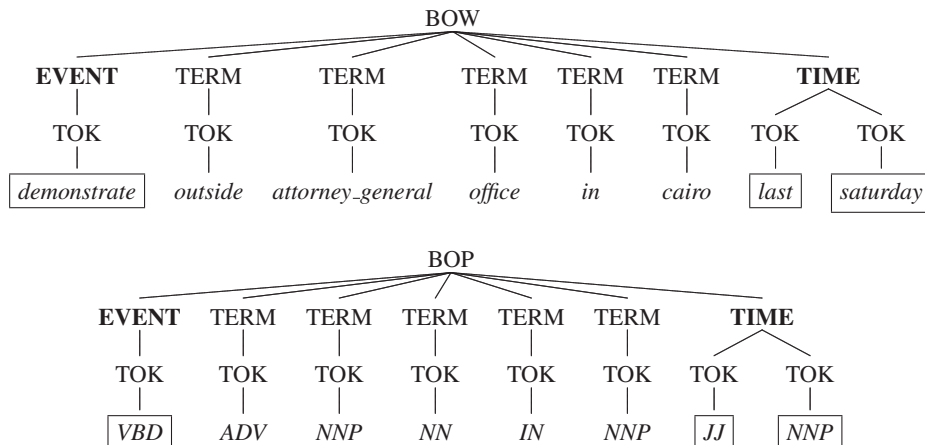 BOW
EVENT TERM TERM TERM TERM TERM TIME
TOK TOK TOK TOK TOK TOK TOK TOK
demonstrate outside attorney_general office in cairo last saturday
BOP
EVENT TERM TERM TERM TERM TERM TIME
TOK TOK TOK TOK TOK TOK TOK TOK
VBD ADV NNP NN IN NNP JJ NNP